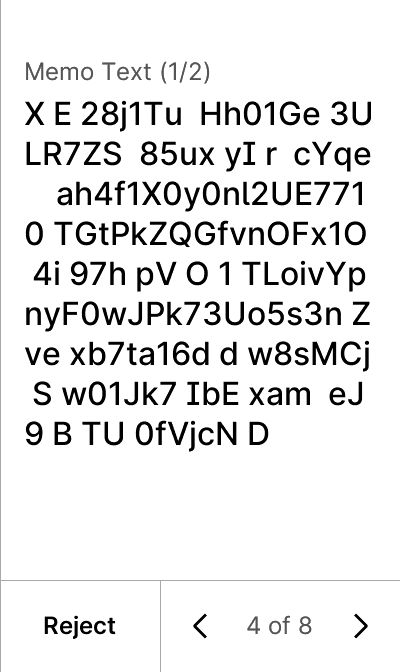 Memo Text (1/2)
X E 28j1Tu  Hh01Ge 3U
LR7ZS  85ux yI r  cYqe
   ah4f1X0y0nl2UE771
0 TGtPkZQGfvnOFx1O
 4i 97h pV O 1 TLoivYp
nyF0wJPk73Uo5s3n Z
ve xb7ta16d d w8sMCj
 S w01Jk7 IbE xam  eJ
9 B TU 0fVjcN D
Reject
4 of 8